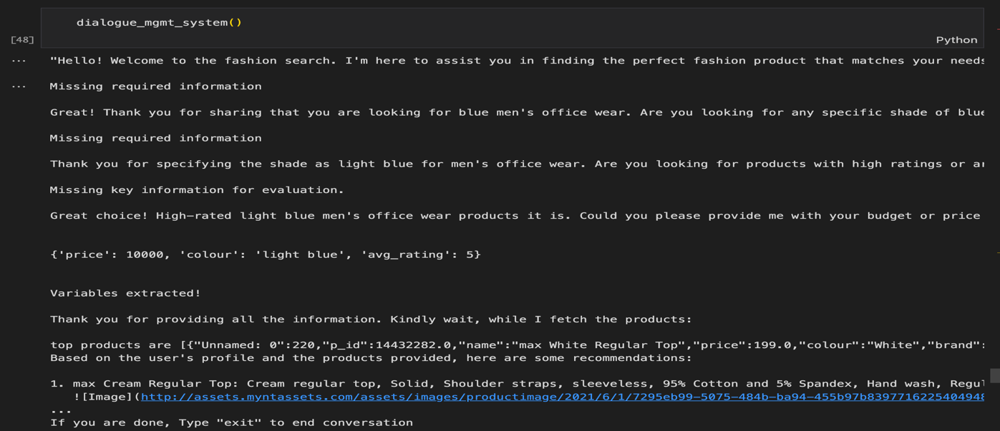 dialogue_mgmt_system()
[48]
Python
... "Hello! Welcome to the fashion search. I'm here to assist you in finding the perfect fashion product that matches your needs
... Missing required information
Great! Thank you for sharing that you are looking for blue men's office wear. Are you looking for any specific shade of blue
Missing required information
Thank you for specifying the shade as light blue for men's office wear. Are you looking for products with high ratings or
Missing key information for evaluation.
Great choice! High-rated light blue men's office wear products it is. Could you please provide me with your budget or price
{'price': 10000, 'colour': 'light blue', 'avg_rating': 5}
Variables extracted!
Thank you for providing all the information. Kindly wait, while I fetch the products:
top products are [{"Unnamed: 0":220,"p_id":14432282.0,"name":"max White Regular Top","price":199.0,"colour":"White","brand":
Based on the user's profile and the products provided, here are some recommendations:
1. max Cream Regular Top: Cream regular top, Solid, Shoulder straps, sleeveless, 95% Cotton and 5% Spandex, Hand wash,
![Image](http://assets.myntassets.com/assets/images/productimage/2021/6/1/7295eb99-5075-484b-ba94-455b97b8397716225404948
...
If you are done, Type "exit" to end conversation